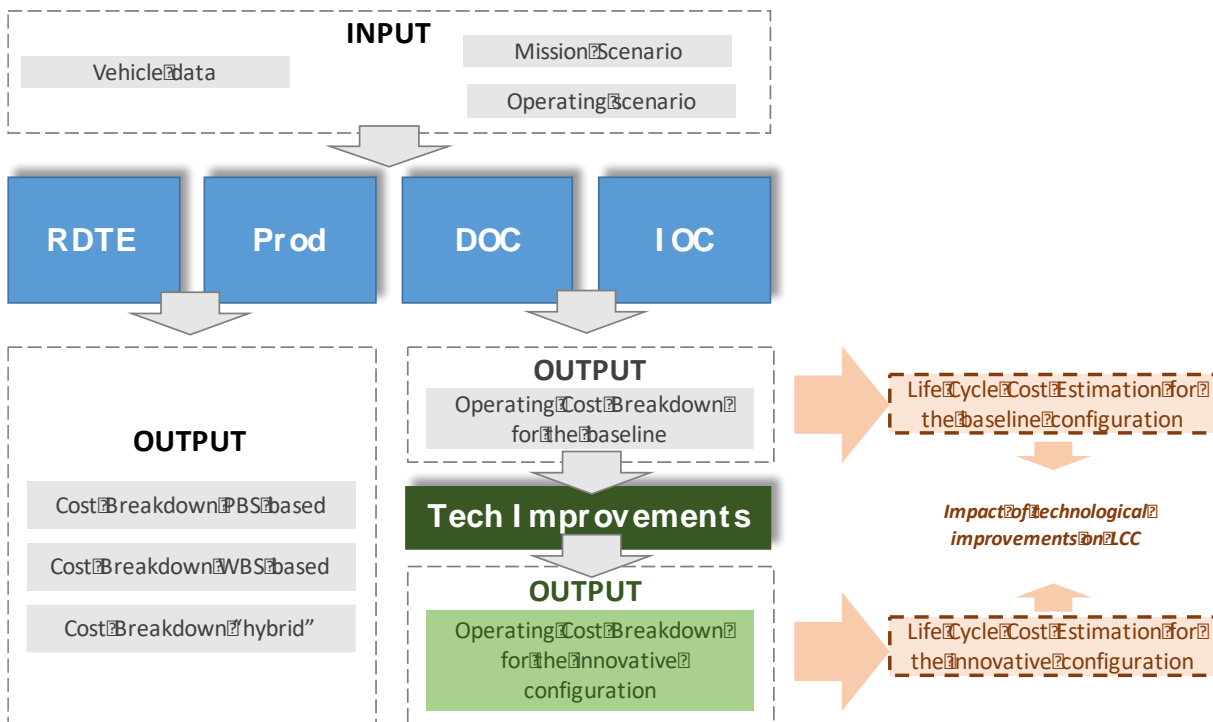 INPUT
Vehicle data
Mission Scenario
Operating scenario
RDTE
Prod
DOC
IOC
OUTPUT
Cost Breakdown PBS based
Cost Breakdown WBS based
Cost Breakdown "hybrid"
OUTPUT
Operating Cost Breakdown
for the baseline
Tech Improvements
OUTPUT
Operating Cost Breakdown
for the innovative
configuration
Life Cycle Cost Estimation for
the baseline configuration
Impact of technological
improvements on LCC
Life Cycle Cost Estimation for
the innovative configuration